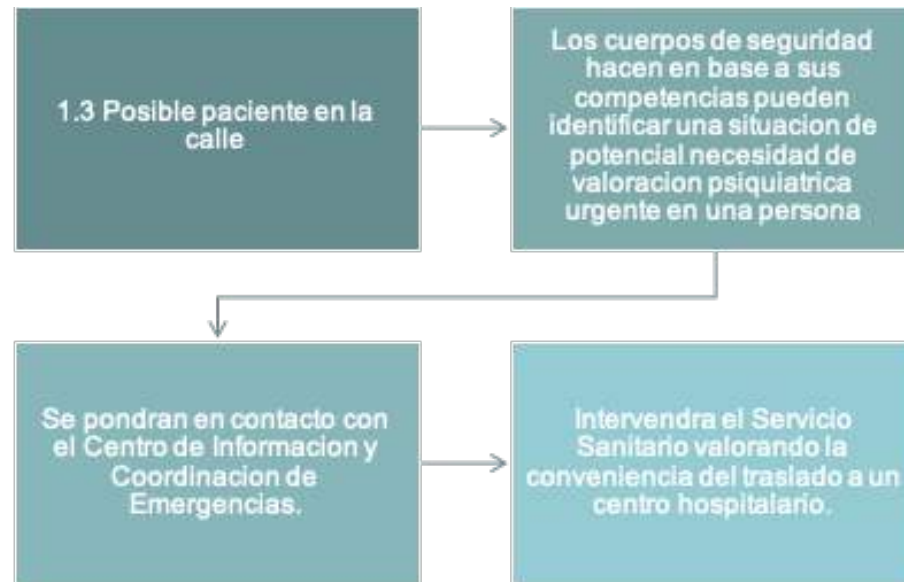 1.3 Posible paciente en la
calle
Los cuerpos de seguridad
hacen en base a sus
competencias pueden
identificar una situacion de
potencial necesidad de
valoracion psiquiatrica
urgente en una persona
Se pondran en contacto con
el Centro de Informacion y
Coordinacion de
Emergencias.
Intervendra el Servicio
Sanitario valorando la
conveniencia del traslado a un
centro hospitalario.